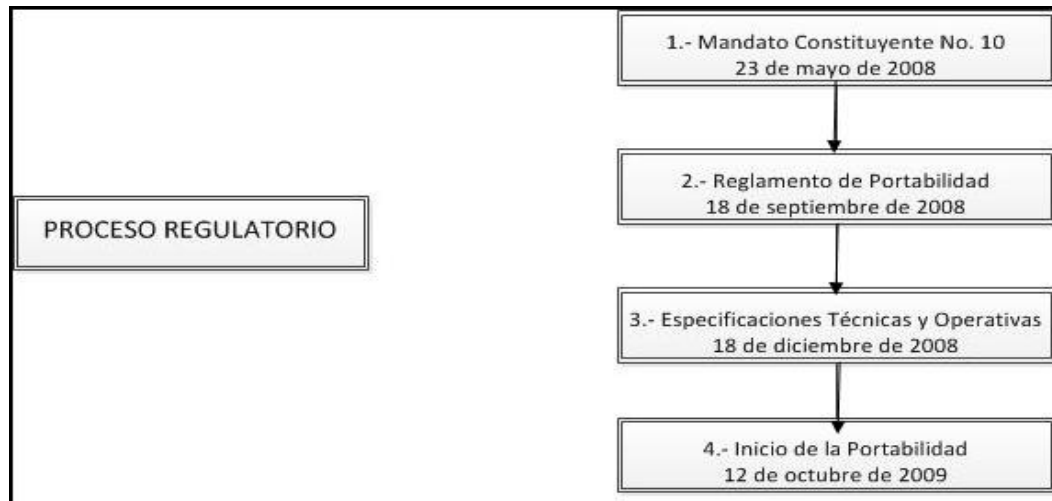 PROCESO REGULATORIO
1.- Mandato Constituyente No. 10
23 de mayo de 2008
2.- Reglamento de Portabilidad
18 de septiembre de 2008
3.- Especificaciones Técnicas y Operativas
18 de diciembre de 2008
4.- Inicio de la Portabilidad
12 de octubre de 2009